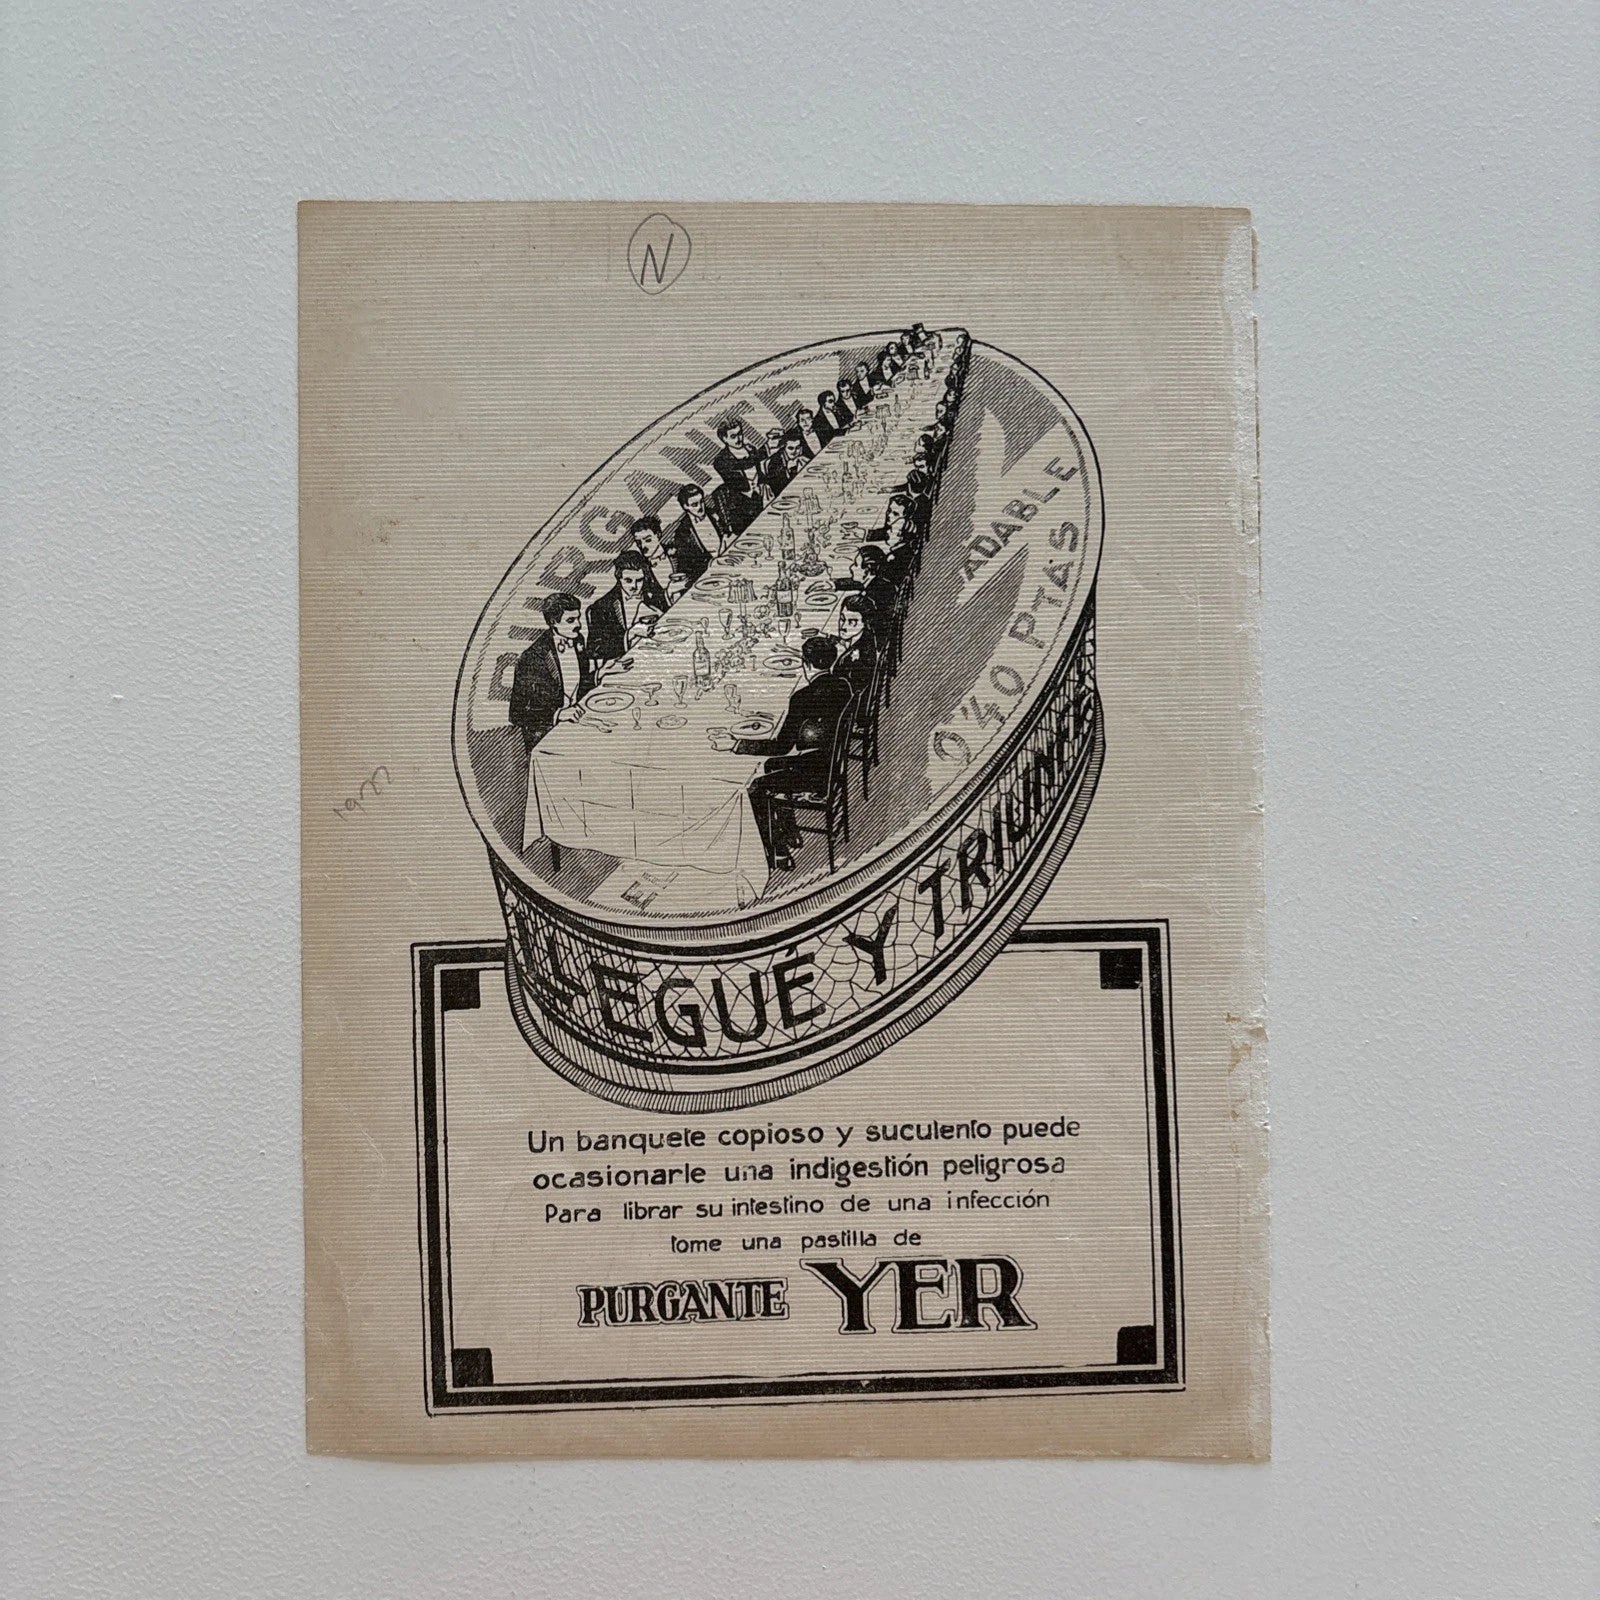 N
PURGANTE
ADABLE
0'40 PTAS
LLEGUÉ Y TRIUNFÉ
Un banquete copioso y suculento puede
ocasionarle una indigestión peligrosa
Para librar su intestino de una infección
tome una pastilla de
PURGANTE YER